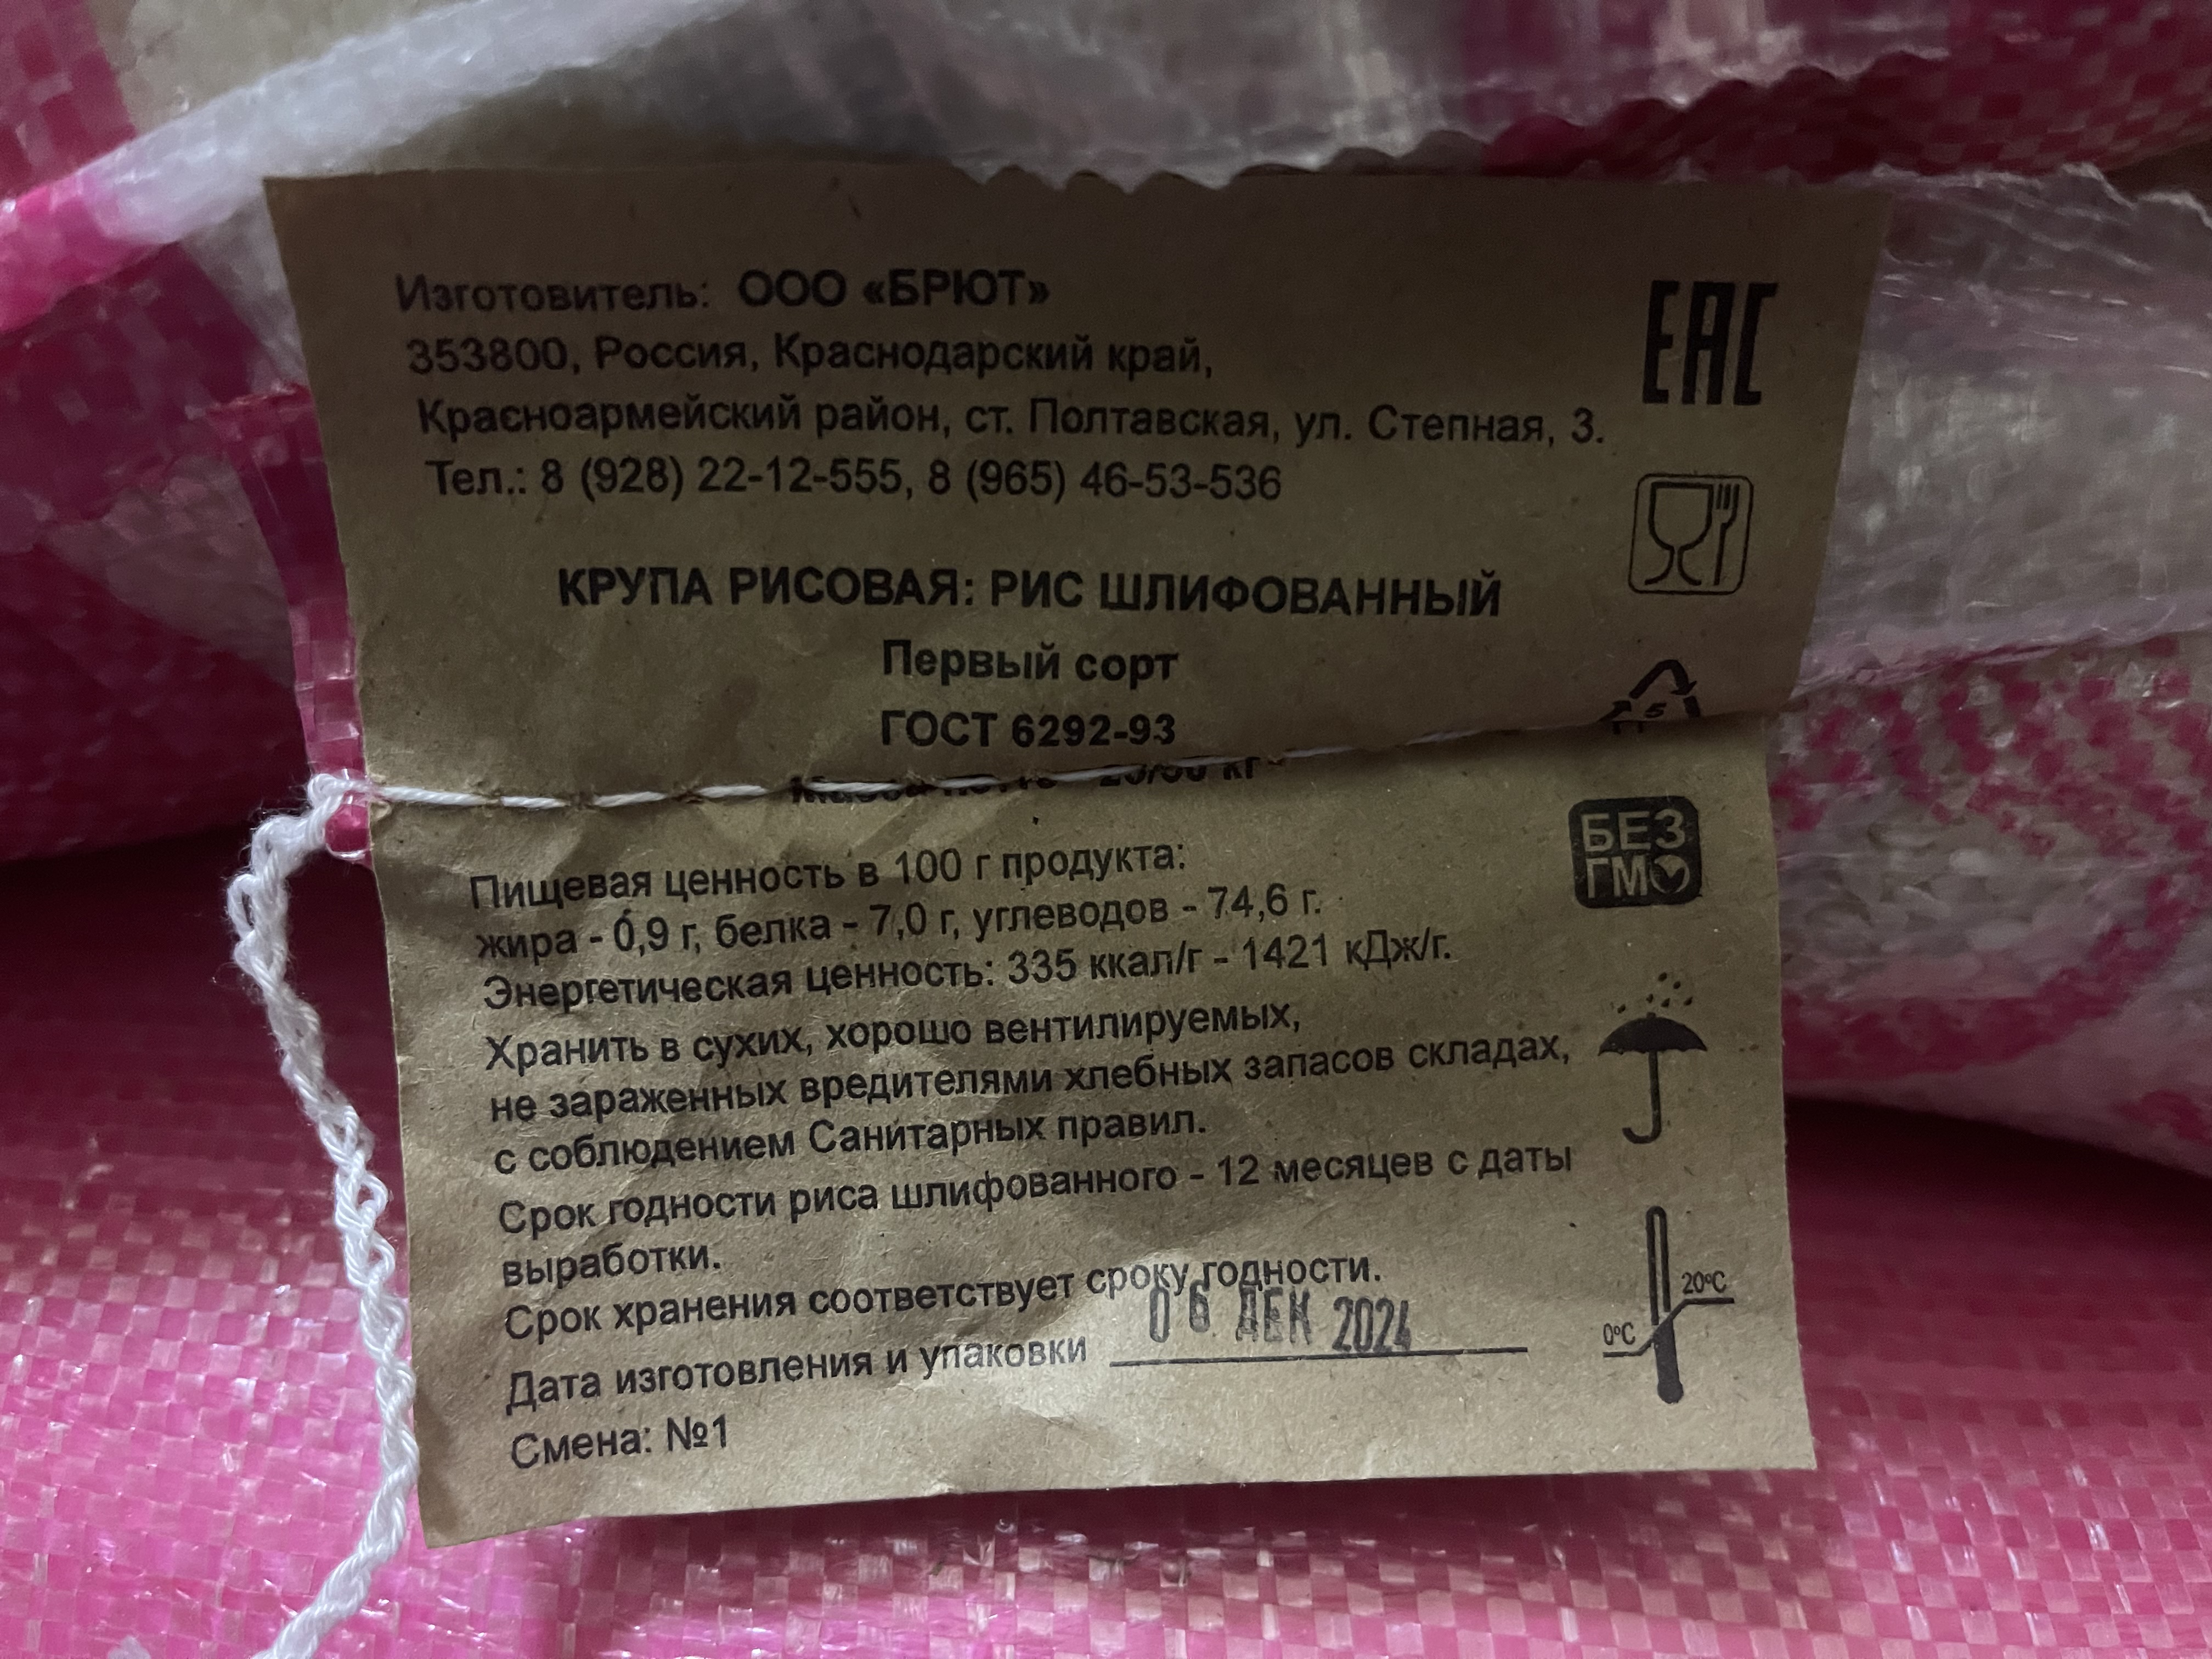 Изготовитель: ООО «БРЮТ»
353800, Россия, Краснодарский край,
Красноармейский район, ст. Полтавская, ул. Степная, 3.
Тел.: 8 (928) 22-12-555, 8 (965) 46-53-536
EAC
КРУПА РИСОВАЯ: РИС ШЛИФОВАННЫЙ
Первый сорт
ГОСТ 6292-93
5
кг
БЕЗ
ГМО
Пищевая ценность в 100 г продукта:
жира - 0,9 г, белка - 7,0 г, углеводов - 74,6 г.
Энергетическая ценность: 335 ккал/г - 1421 кДж/г.
Хранить в сухих, хорошо вентилируемых,
не зараженных вредителями хлебных запасов складах,
с соблюдением Санитарных правил.
Срок годности риса шлифованного - 12 месяцев с даты
выработки.
Срок хранения соответствует сроку годности.
Дата изготовления и упаковки 06 ДЕК 2024
Смена: №1
20°C
0°C